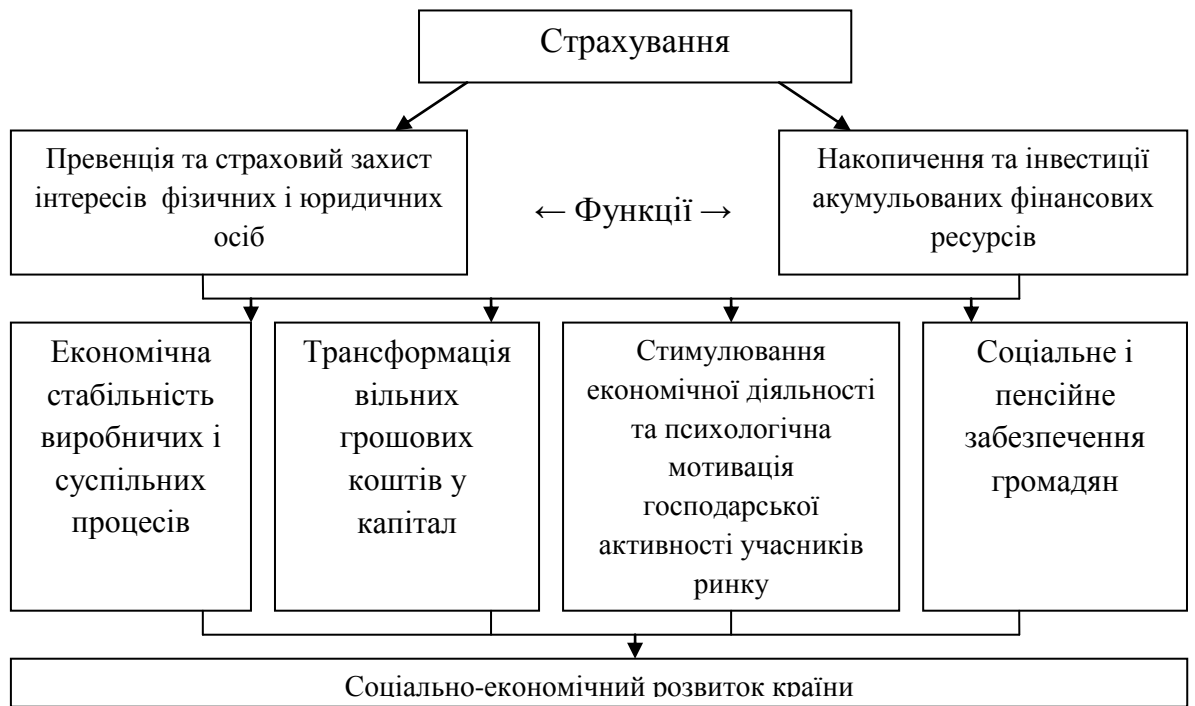 Страхування
Превенція та страховий захист
інтересів фізичних і юридичних
осіб
← Функції →
Накопичення та інвестиції
акумульованих фінансових
ресурсів
Економічна
стабільність
виробничих і
суспільних
процесів
Трансформація
вільних
грошових
коштів у
капітал
Стимулювання
економічної діяльності
та психологічна
мотивація
господарської
активності учасників
ринку
Соціальне і
пенсійне
забезпечення
громадян
Соціально-економічний розвиток країни